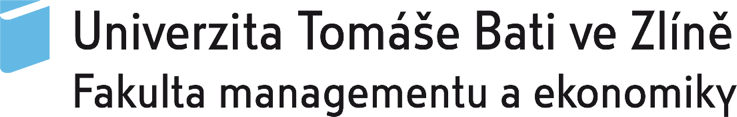 Univerzita Tomáše Bati ve Zlíně
Fakulta managementu a ekonomiky